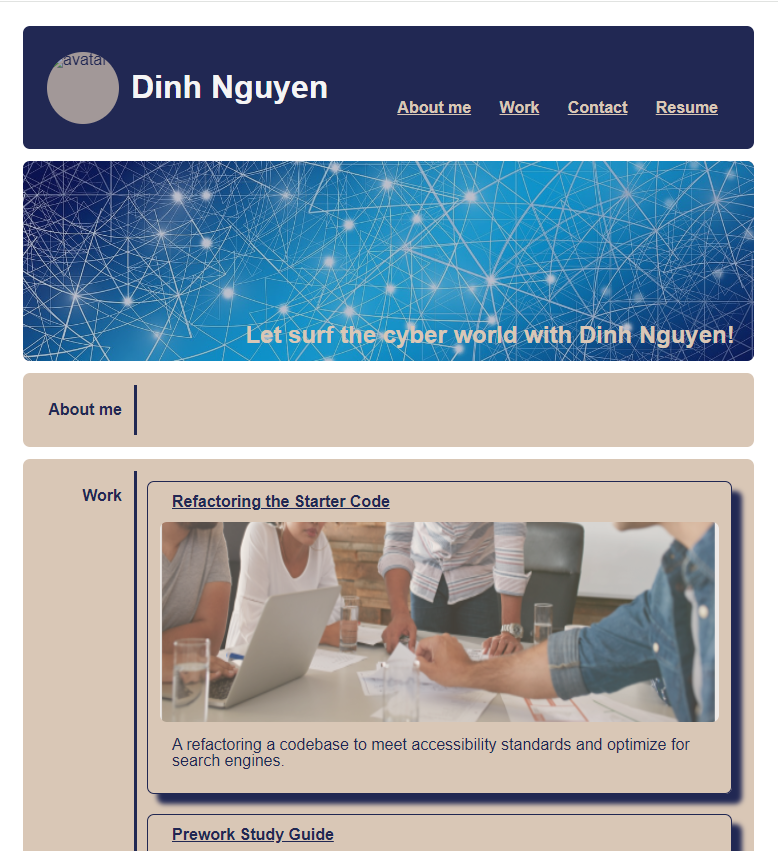 avatar
Dinh Nguyen
About me Work Contact Resume
Let surf the cyber world with Dinh Nguyen!
About me
Work
Refactoring the Starter Code
A refactoring a codebase to meet accessibility standards and optimize for
search engines.
Prework Study Guide